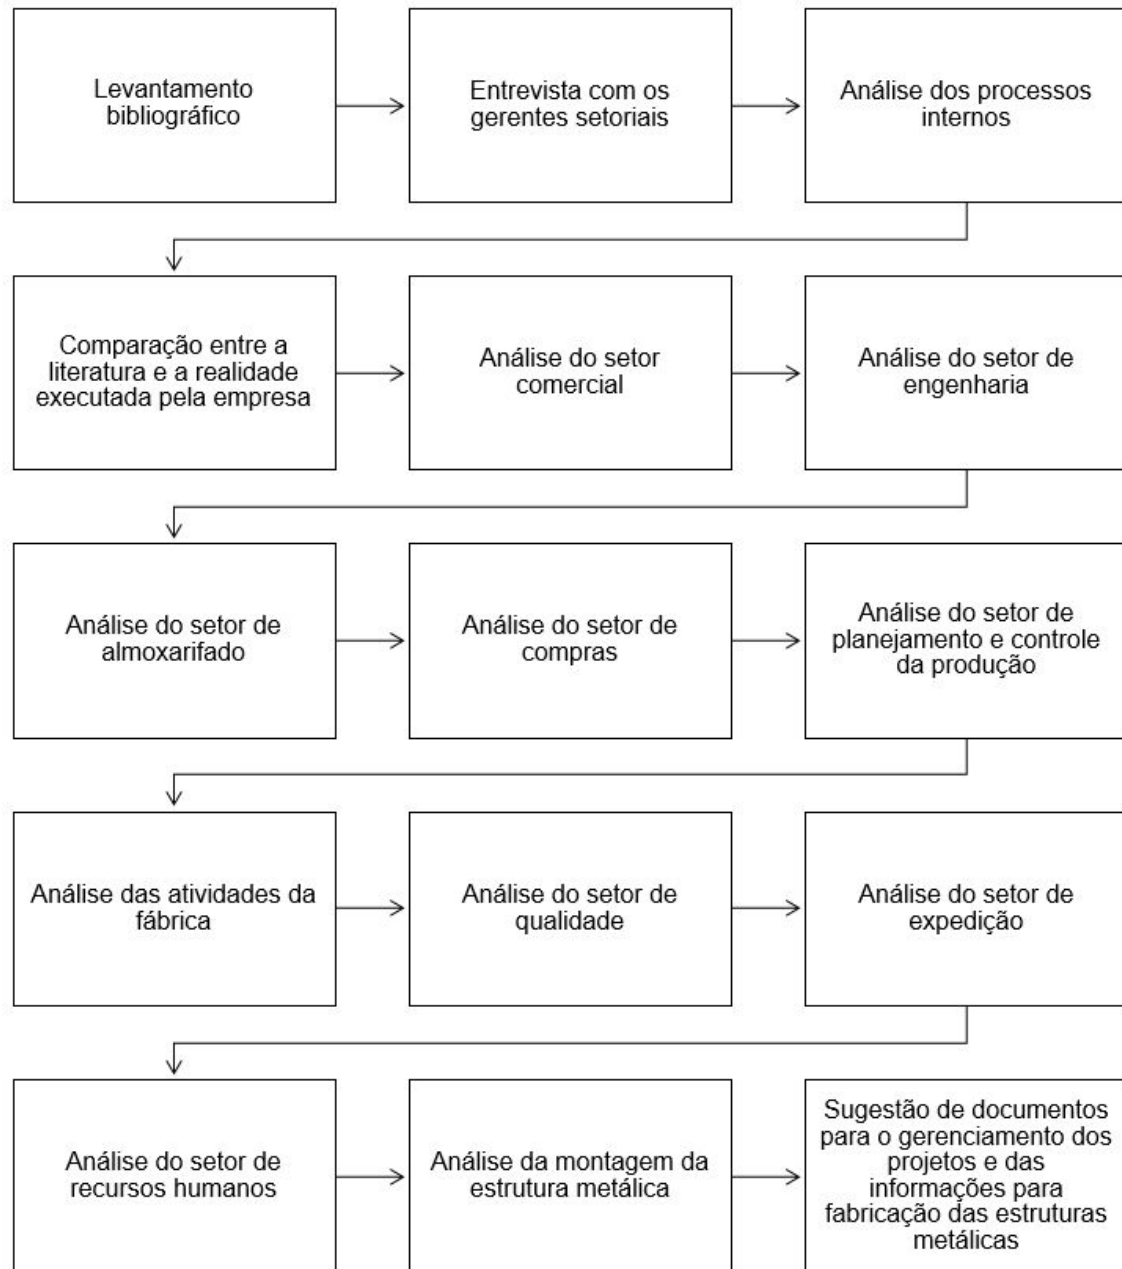 Levantamento
bibliográfico
Entrevista com os
gerentes setoriais
Análise dos processos
internos
Comparação entre a
literatura e a realidade
executada pela empresa
Análise do setor
comercial
Análise do setor de
engenharia
Análise do setor de
almoxarifado
Análise do setor de
compras
Análise do setor de
planejamento e controle
da produção
Análise das atividades da
fábrica
Análise do setor de
qualidade
Análise do setor de
expedição
Análise do setor de
recursos humanos
Análise da montagem da
estrutura metálica
Sugestão de documentos
para o gerenciamento dos
projetos e das
informações para
fabricação das estruturas
metálicas